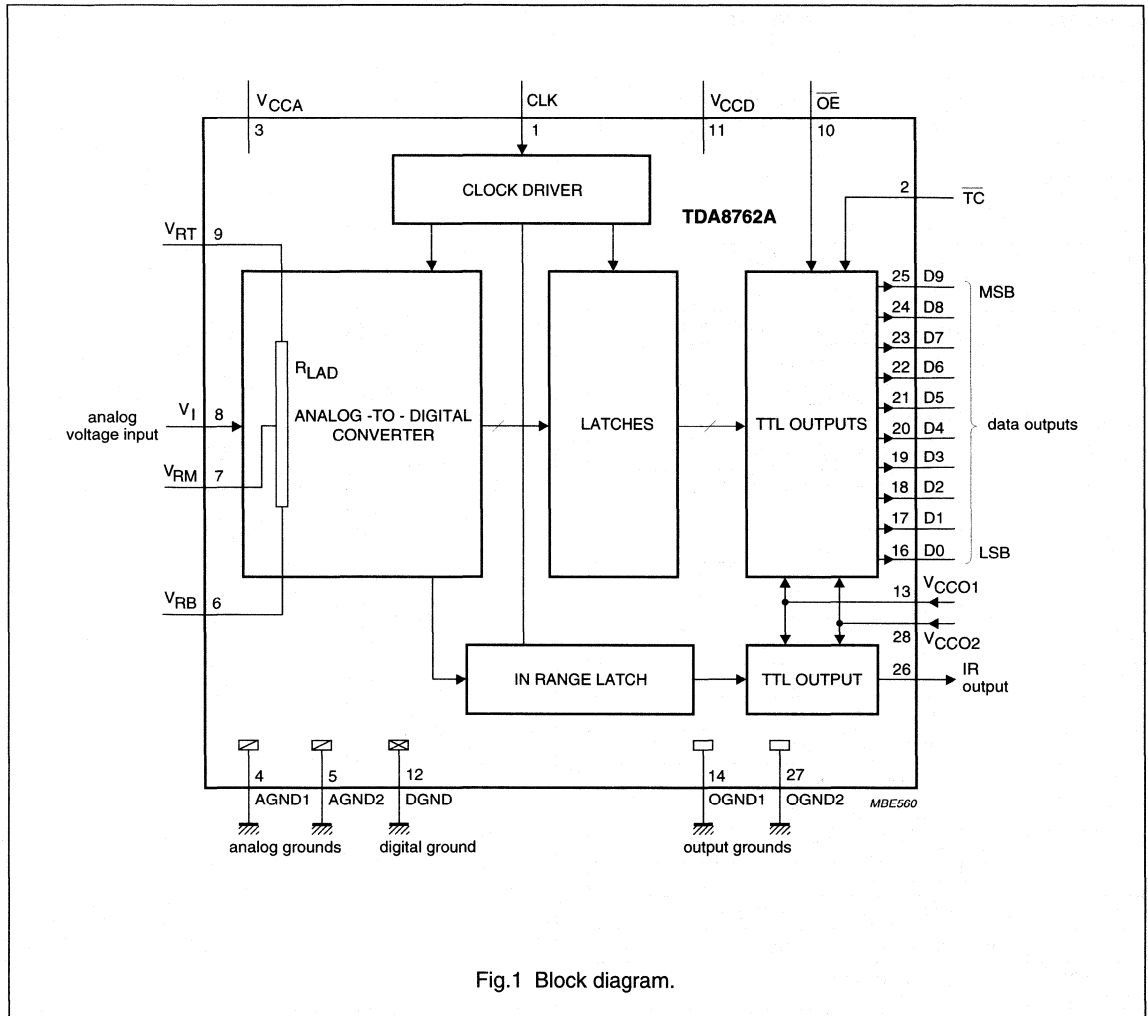 VCCA CLK VCCD OE
3 1 11 10
CLOCK DRIVER
2 TC
TDA8762A
VRT 9
25 D9 MSB
24 D8
23 D7
22 D6
21 D5
20 D4
19 D3
18 D2
17 D1
16 D0 LSB
data outputs
RLAD
analog
voltage input
VI 8
ANALOG -TO - DIGITAL
CONVERTER
LATCHES
TTL OUTPUTS
VRM 7
VRB 6
13 VCCO1
28 VCCO2
IN RANGE LATCH
TTL OUTPUT
26 IR
output
4 5 12 14 27
AGND1 AGND2 DGND OGND1 OGND2
MBE560
analog grounds digital ground output grounds
Fig.1 Block diagram.